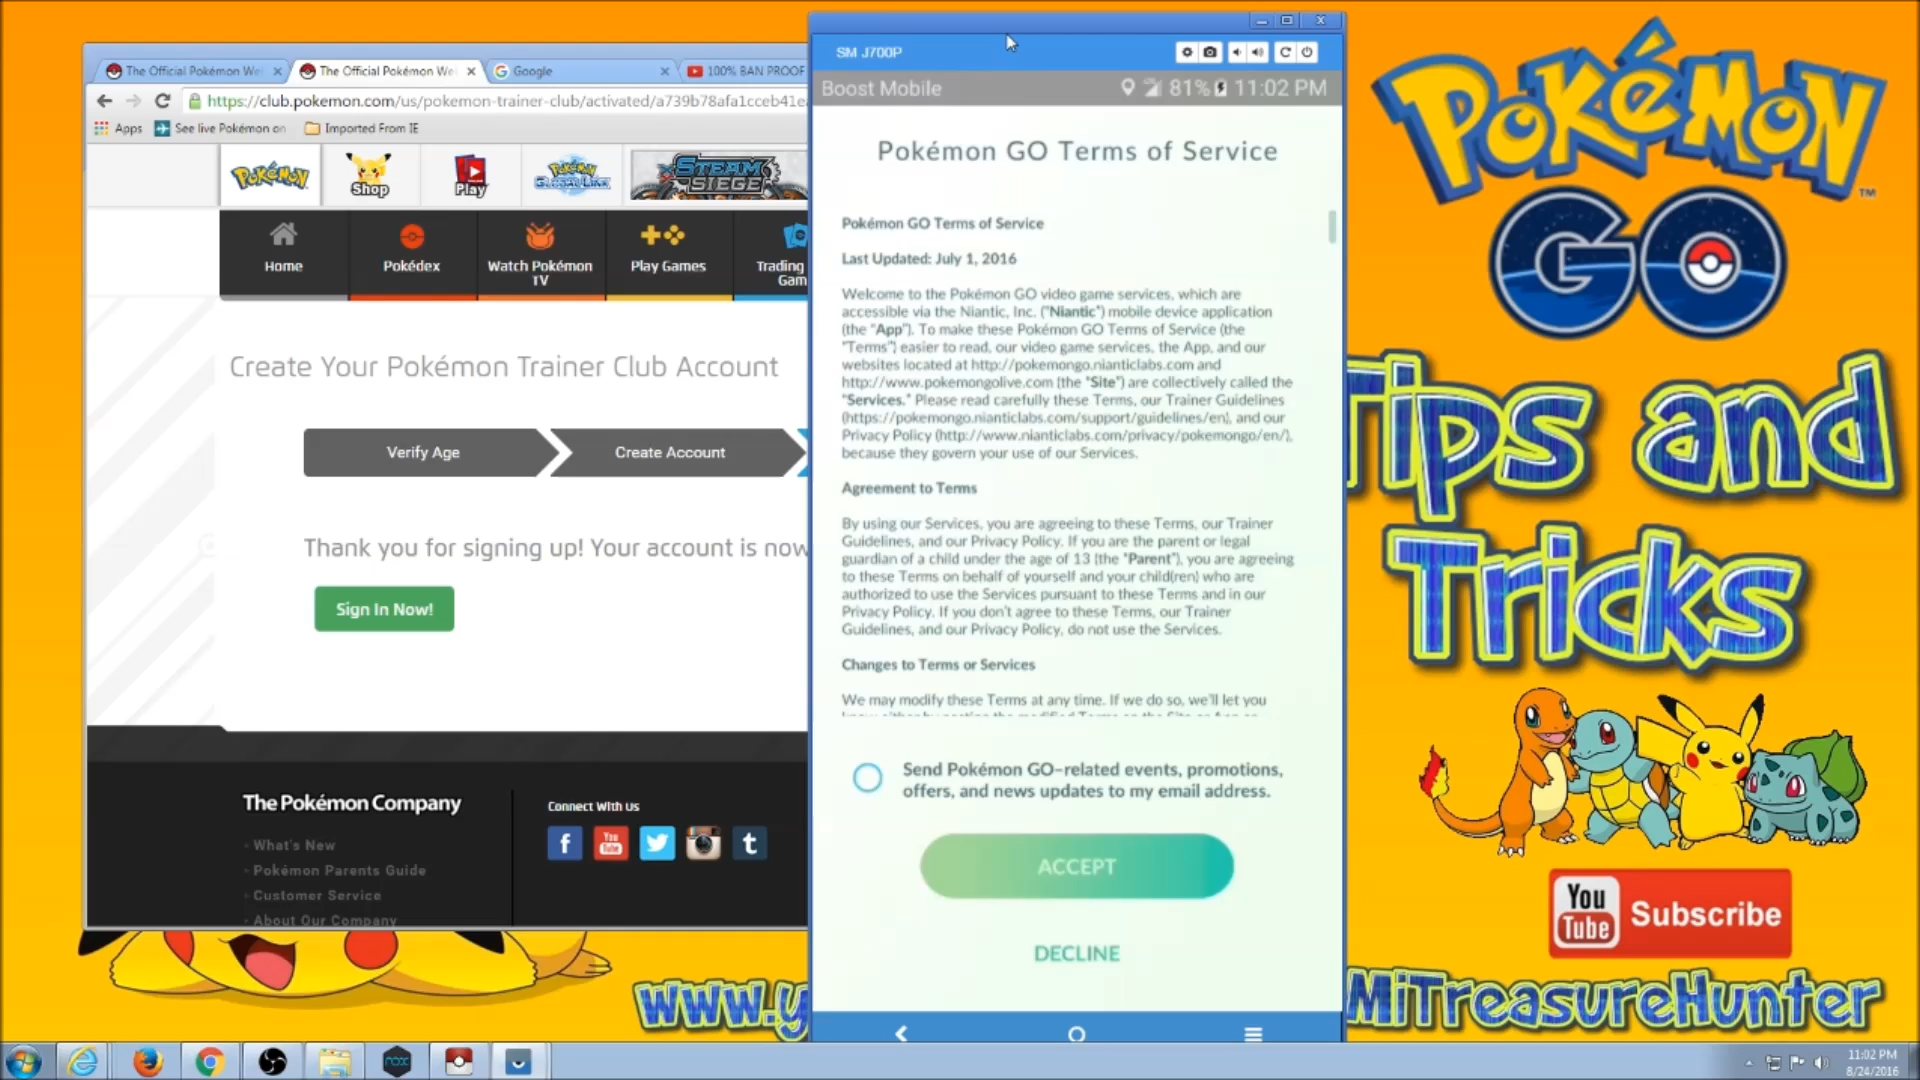 SM J700P
The Official Pokémon We
The Official Pokémon We
Google
100% BAN PROOF
https://club.pokemon.com/us/pokemon-trainer-club/activated/a739b78afa1cceb41e
Apps
See live Pokémon on
Imported From IE
POKÉMON
Shop
Play
POKÉMON
GLOBAL LINK
STEAM
SIEGE
Home
Pokédex
Watch Pokémon
TV
Play Games
Trading
Gam
Create Your Pokémon Trainer Club Account
Verify Age
Create Account
Thank you for signing up! Your account is now
Sign In Now!
The Pokémon Company
What's New
Pokémon Parents Guide
Customer Service
About Our Company
Connect With Us
You
Tube
Boost Mobile
81%
11:02 PM
Pokémon GO Terms of Service
Pokémon GO Terms of Service
Last Updated: July 1, 2016
Welcome to the Pokémon GO video game services, which are
accessible via the Niantic, Inc. ("Niantic") mobile device application
(the "App"). To make these Pokémon GO Terms of Service (the
"Terms") easier to read, our video game services, the App, and our
websites located at http://pokemongo.nianticlabs.com and
http://www.pokemongolive.com (the "Site") are collectively called the
"Services." Please read carefully these Terms, our Trainer Guidelines
(https://pokemongo.nianticlabs.com/support/guidelines/en), and our
Privacy Policy (http://www.nianticlabs.com/privacy/pokemongo/en/),
because they govern your use of our Services.
Agreement to Terms
By using our Services, you are agreeing to these Terms, our Trainer
Guidelines, and our Privacy Policy. If you are the parent or legal
guardian of a child under the age of 13 (the "Parent"), you are agreeing
to these Terms on behalf of yourself and your child(ren) who are
authorized to use the Services pursuant to these Terms and in our
Privacy Policy. If you don't agree to these Terms, our Trainer
Guidelines, and our Privacy Policy, do not use the Services.
Changes to Terms or Services
We may modify these Terms at any time. If we do so, we'll let you
Send Pokémon GO-related events, promotions,
offers, and news updates to my email address.
ACCEPT
DECLINE
POKÉMON
GO
TM
Tips and
Tricks
You
Tube
Subscribe
www.y
MiTreasureHunter
nox
11:02 PM
8/24/2016